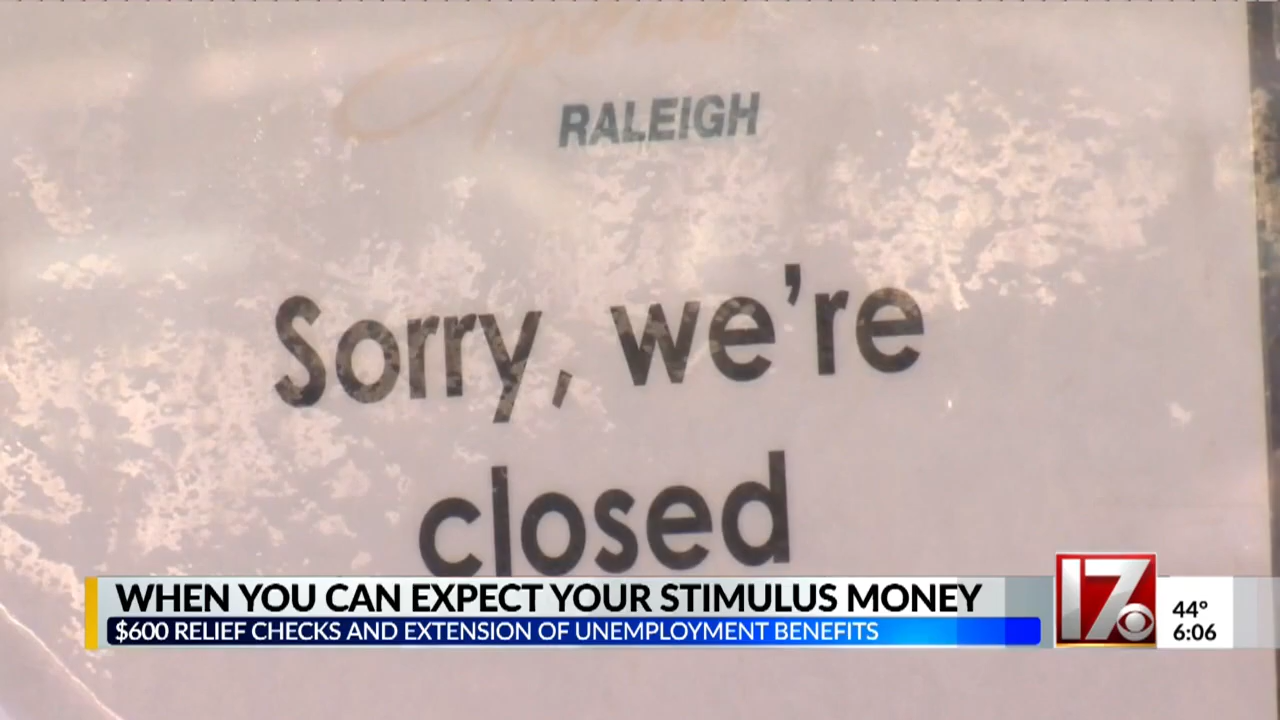 RALEIGH
Sorry, we're
closed
WHEN YOU CAN EXPECT YOUR STIMULUS MONEY
$600 RELIEF CHECKS AND EXTENSION OF UNEMPLOYMENT BENEFITS
17
44°
6:06